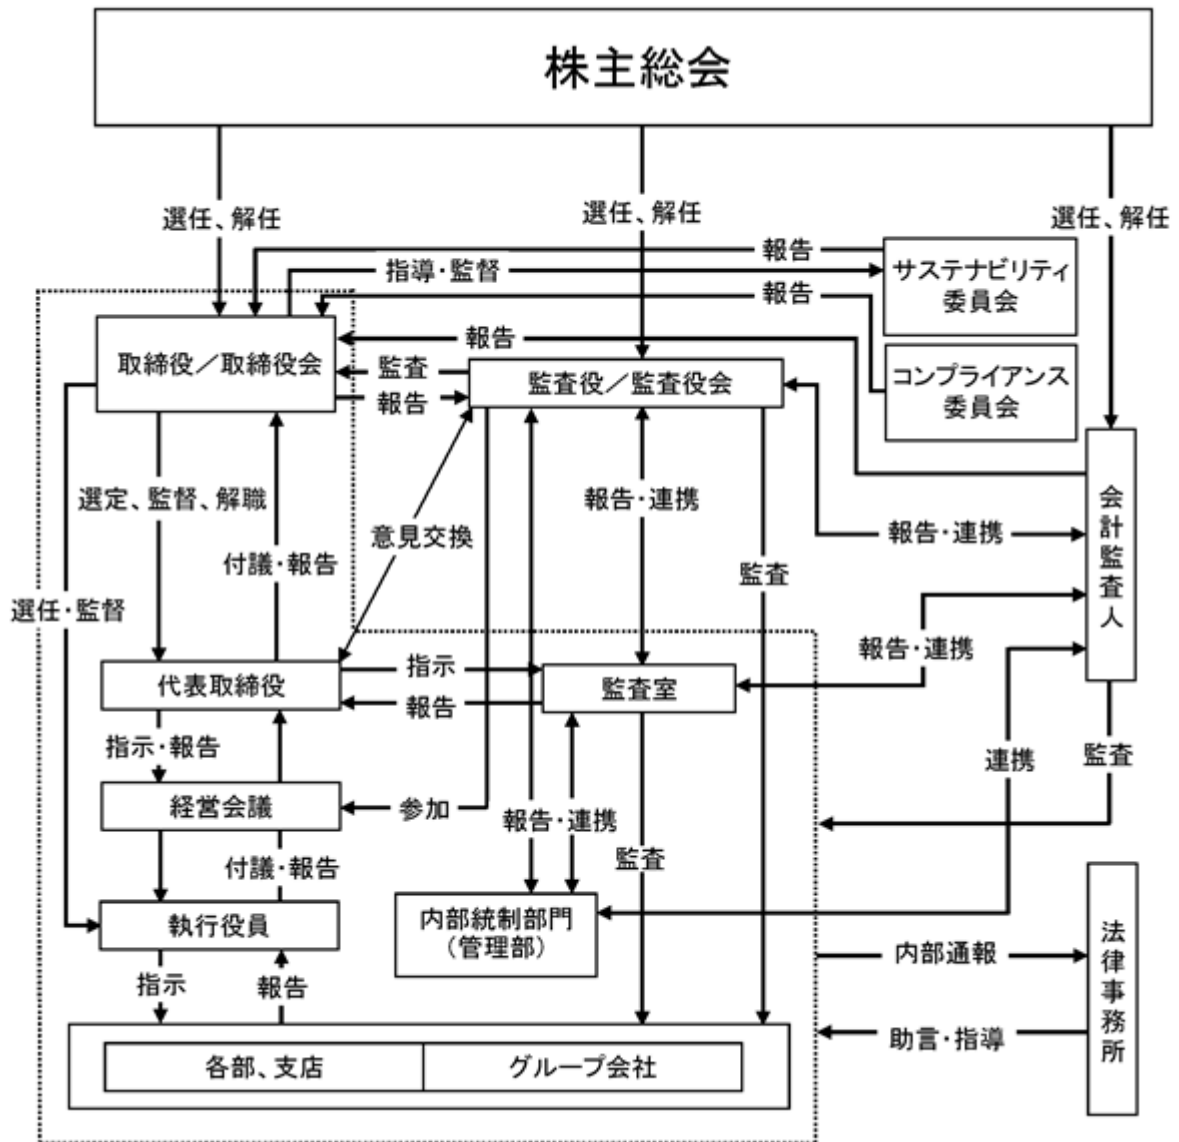 株主総会
選任、解任
選任、解任
選任、解任
報告
指導・監督
報告
サステナビリティ
委員会
報告
取締役／取締役会
監査
報告
監査役／監査役会
コンプライアンス
委員会
選定、監督、解職
付議・報告
意見交換
報告・連携
監査
報告・連携
会計監査人
選任・監督
報告・連携
代表取締役
指示
報告
監査室
指示・報告
連携
監査
経営会議
参加
報告・連携
監査
付議・報告
執行役員
内部統制部門
（管理部）
指示
報告
内部通報
助言・指導
法律事務所
各部、支店
グループ会社